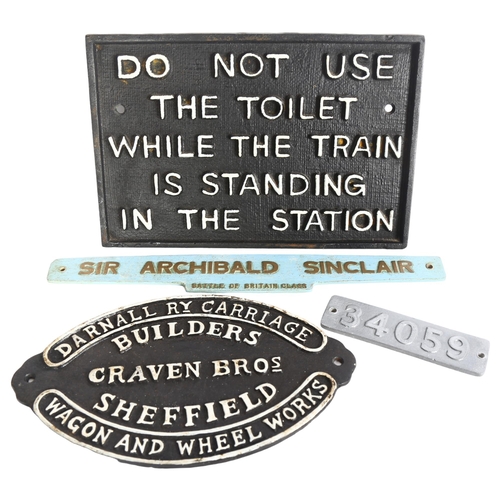 DO NOT USE
THE TOILET
WHILE THE TRAIN
IS STANDING
IN THE STATION
SIR ARCHIBALD SINCLAIR
BATTLE OF BRITAIN CLASS
34059
DARNALL RY CARRIAGE
BUILDERS
CRAVEN BROS
SHEFFIELD
WAGON AND WHEEL WORKS